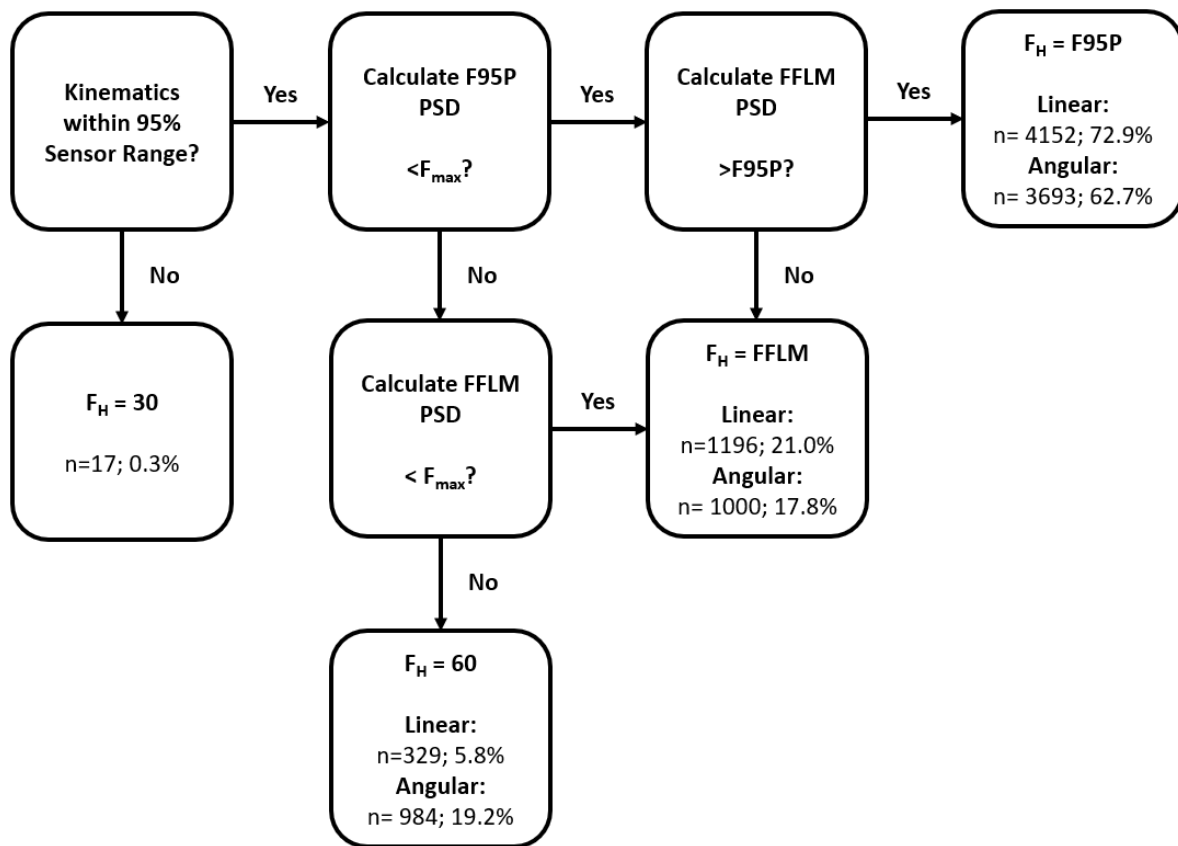 Kinematics
within 95%
Sensor Range?
Yes
Calculate F95P
PSD
<Fmax?
Yes
Calculate FFLM
PSD
>F95P?
Yes
FH = F95P
Linear:
n= 4152; 72.9%
Angular:
n= 3693; 62.7%
No
No
No
FH = 30
n=17; 0.3%
Calculate FFLM
PSD
< Fmax?
Yes
FH = FFLM
Linear:
n=1196; 21.0%
Angular:
n= 1000; 17.8%
No
FH = 60
Linear:
n=329; 5.8%
Angular:
n= 984; 19.2%